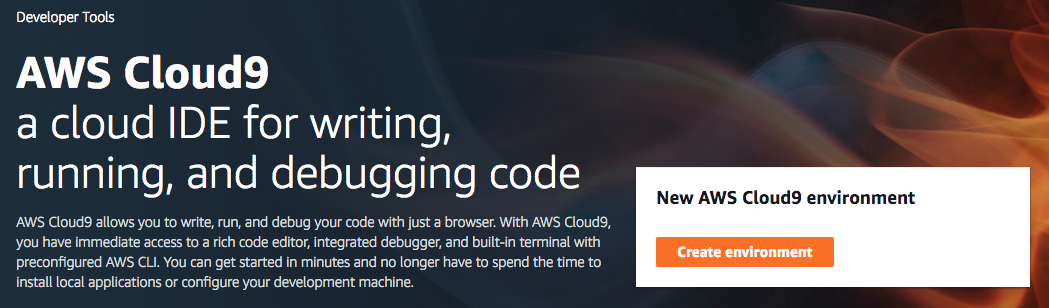 Developer Tools
AWS Cloud9
a cloud IDE for writing,
running, and debugging code
AWS Cloud9 allows you to write, run, and debug your code with just a browser. With AWS Cloud9,
you have immediate access to a rich code editor, integrated debugger, and built-in terminal with
preconfigured AWS CLI. You can get started in minutes and no longer have to spend the time to
install local applications or configure your development machine.
New AWS Cloud9 environment
Create environment